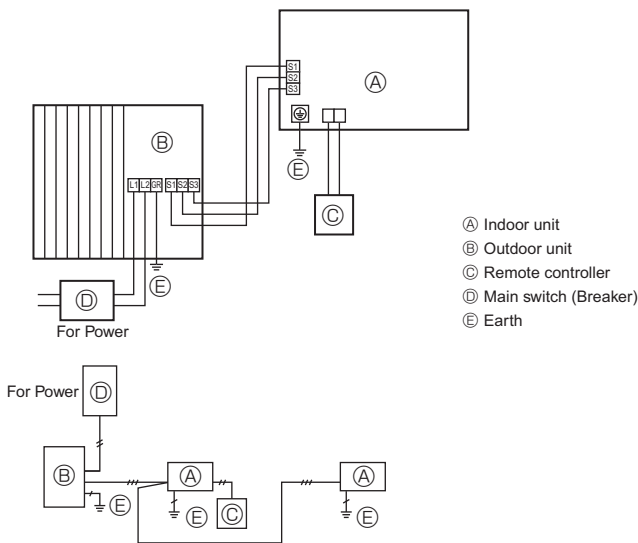 S1
S2
S3
Ⓐ
Ⓑ
Ⓔ
L1 L2 GR S1 S2 S3
Ⓒ
Ⓔ
Ⓓ
For Power
Ⓐ Indoor unit
Ⓑ Outdoor unit
Ⓒ Remote controller
Ⓓ Main switch (Breaker)
Ⓔ Earth
For Power Ⓓ
Ⓑ
Ⓐ
Ⓐ
Ⓔ
Ⓔ
Ⓒ
Ⓔ